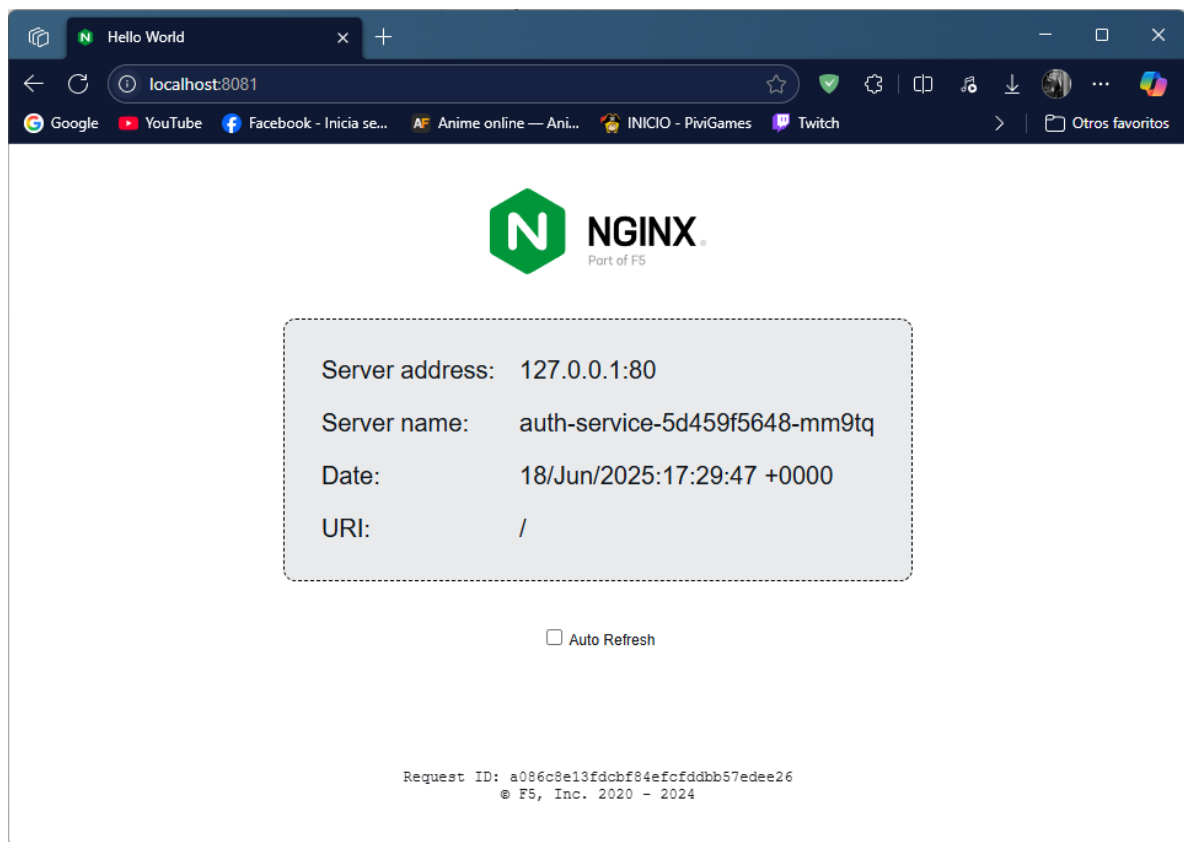 Hello World
localhost:8081
Google YouTube Facebook - Inicia se... AF Anime online — Ani... INICIO - PiviGames Twitch Otros favoritos
N NGINX
Part of F5
Server address: 127.0.0.1:80
Server name: auth-service-5d459f5648-mm9tq
Date: 18/Jun/2025:17:29:47 +0000
URI: /
Auto Refresh
Request ID: a086c8e13fdcbf84efcfddbb57edee26
© F5, Inc. 2020 - 2024